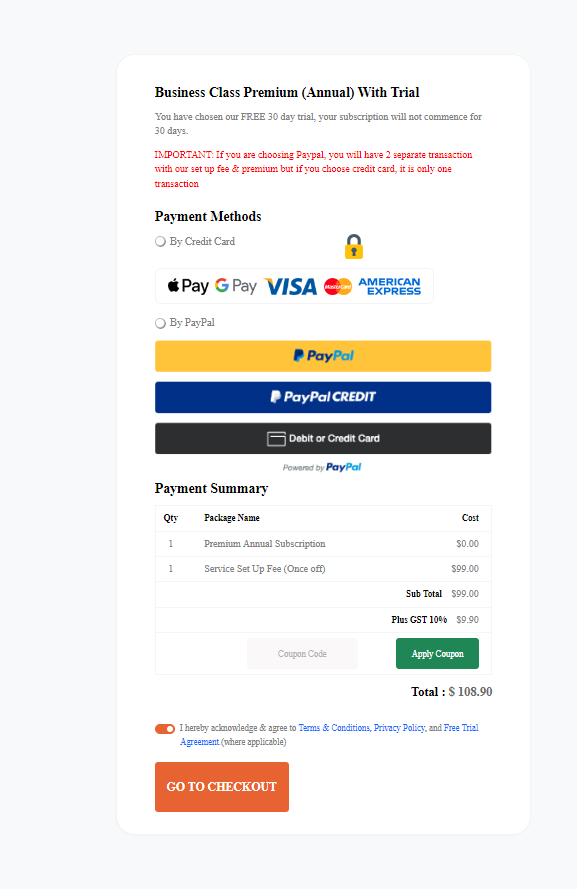 Business Class Premium (Annual) With Trial
You have chosen our FREE 30 day trial, your subscription will not commence for
30 days.
IMPORTANT: If you are choosing Paypal, you will have 2 separate transaction
with our set up fee & premium but if you choose credit card, it is only one
transaction
Payment Methods
By Credit Card
Pay G Pay VISA MasterCard AMERICAN EXPRESS
By PayPal
PayPal
PayPal CREDIT
Debit or Credit Card
Powered by PayPal
Payment Summary
Qty Package Name Cost
1 Premium Annual Subscription $0.00
1 Service Set Up Fee (Once off) $99.00
Sub Total $99.00
Plus GST 10% $9.90
Coupon Code Apply Coupon
Total : $ 108.90
I hereby acknowledge & agree to Terms & Conditions, Privacy Policy, and Free Trial
Agreement.(where applicable)
GO TO CHECKOUT